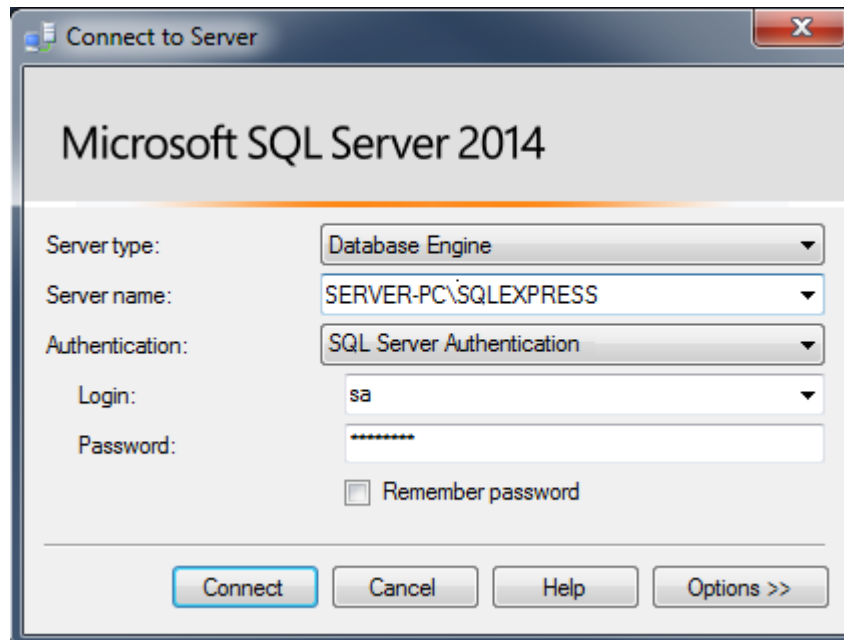 Connect to Server
Microsoft SQL Server 2014
Server type: Database Engine
Server name: SERVER-PC\SQLEXPRESS
Authentication: SQL Server Authentication
Login: sa
Password: ********
Remember password
Connect Cancel Help Options >>